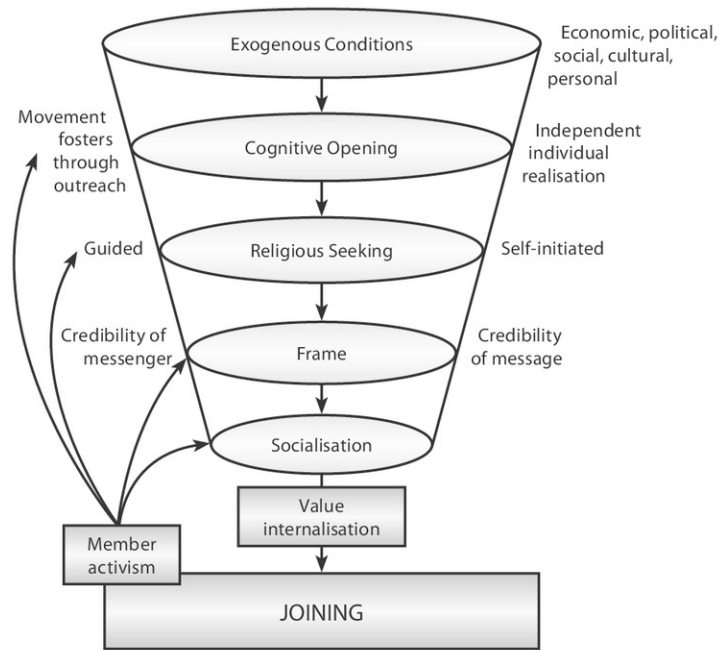 Exogenous Conditions
Economic, political,
social, cultural,
personal
Movement
fosters
through
outreach
Cognitive Opening
Independent
individual
realisation
Guided
Religious Seeking
Self-initiated
Credibility of
messenger
Frame
Credibility
of message
Socialisation
Value
internalisation
Member
activism
JOINING